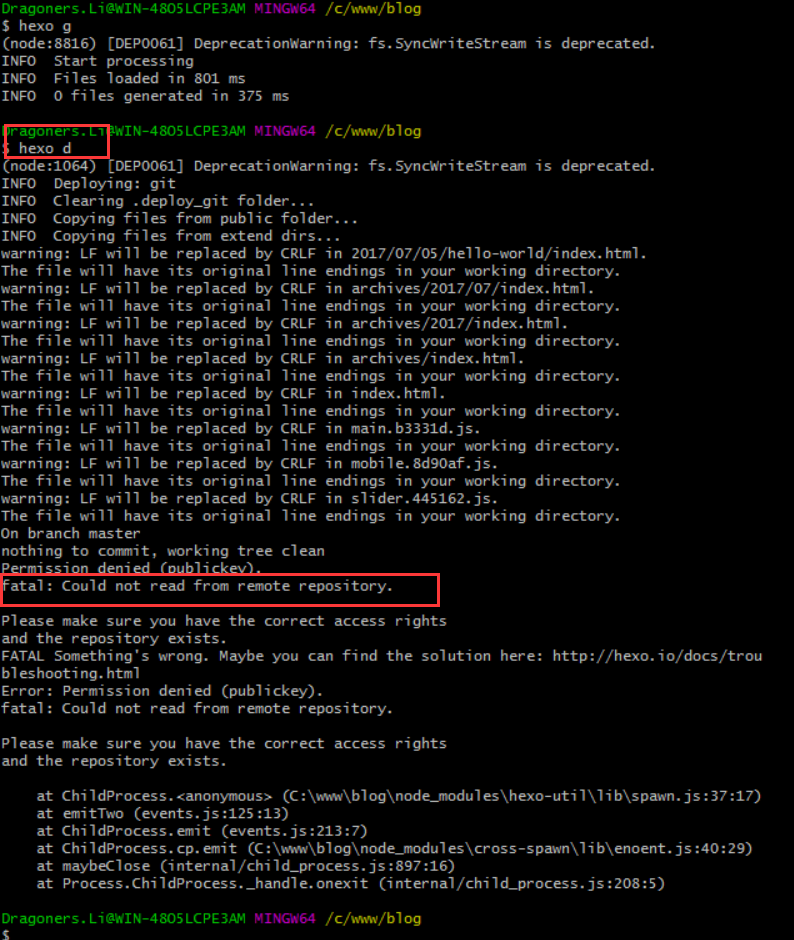 Dragoners.Li@WIN-4805LCPE3AM MINGW64 /c/www/blog
$ hexo g
(node:8816) [DEP0061] DeprecationWarning: fs.SyncWriteStream is deprecated.
INFO  Start processing
INFO  Files loaded in 801 ms
INFO  0 files generated in 375 ms

Dragoners.Li@WIN-4805LCPE3AM MINGW64 /c/www/blog
$ hexo d
(node:1064) [DEP0061] DeprecationWarning: fs.SyncWriteStream is deprecated.
INFO  Deploying: git
INFO  Clearing .deploy_git folder...
INFO  Copying files from public folder...
INFO  Copying files from extend dirs...
warning: LF will be replaced by CRLF in 2017/07/05/hello-world/index.html.
The file will have its original line endings in your working directory.
warning: LF will be replaced by CRLF in archives/2017/07/index.html.
The file will have its original line endings in your working directory.
warning: LF will be replaced by CRLF in archives/2017/index.html.
The file will have its original line endings in your working directory.
warning: LF will be replaced by CRLF in archives/index.html.
The file will have its original line endings in your working directory.
warning: LF will be replaced by CRLF in index.html.
The file will have its original line endings in your working directory.
warning: LF will be replaced by CRLF in main.b3331d.js.
The file will have its original line endings in your working directory.
warning: LF will be replaced by CRLF in mobile.8d90af.js.
The file will have its original line endings in your working directory.
warning: LF will be replaced by CRLF in slider.445162.js.
The file will have its original line endings in your working directory.
On branch master
nothing to commit, working tree clean
Permission denied (publickey).
fatal: Could not read from remote repository.

Please make sure you have the correct access rights
and the repository exists.
FATAL Something's wrong. Maybe you can find the solution here: http://hexo.io/docs/trou
bleshooting.html
Error: Permission denied (publickey).
fatal: Could not read from remote repository.

Please make sure you have the correct access rights
and the repository exists.

    at ChildProcess.<anonymous> (C:\www\blog\node_modules\hexo-util\lib\spawn.js:37:17)
    at emitTwo (events.js:125:13)
    at ChildProcess.emit (events.js:213:7)
    at ChildProcess.cp.emit (C:\www\blog\node_modules\cross-spawn\lib\enoent.js:40:29)
    at maybeClose (internal/child_process.js:897:16)
    at Process.ChildProcess._handle.onexit (internal/child_process.js:208:5)

Dragoners.Li@WIN-4805LCPE3AM MINGW64 /c/www/blog
$